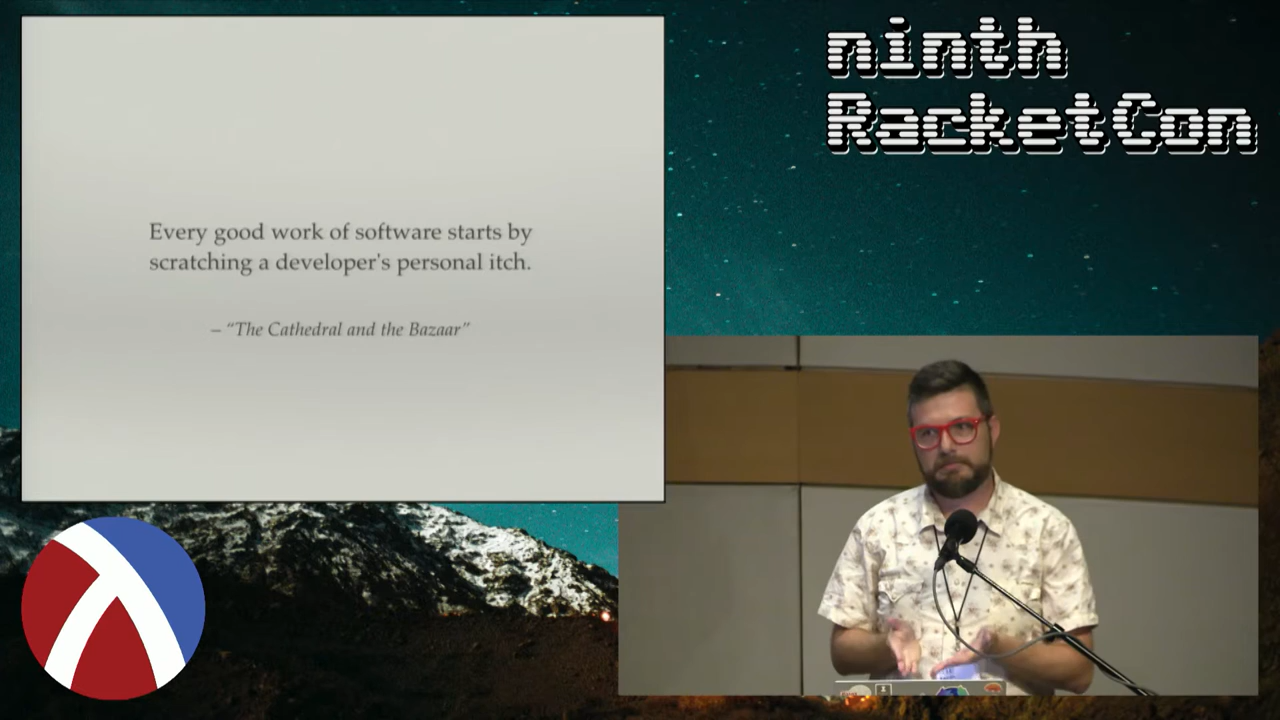 ninth
RacketCon
Every good work of software starts by
scratching a developer's personal itch.
– “The Cathedral and the Bazaar”